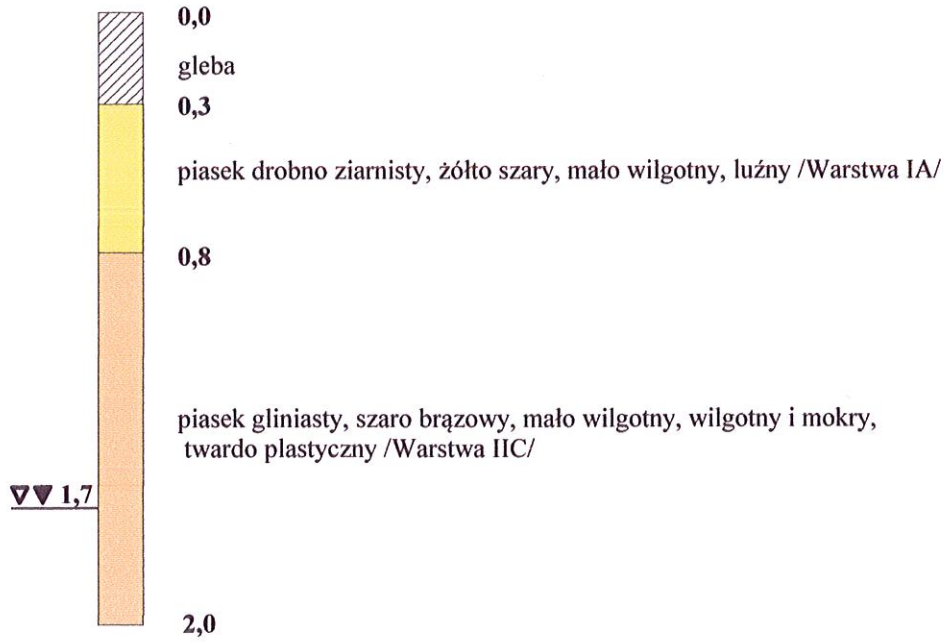 0,0
gleba
0,3
piasek drobno ziarnisty, żółto szary, mało wilgotny, luźny /Warstwa IA/
0,8
piasek gliniasty, szaro brązowy, mało wilgotny, wilgotny i mokry,
twardo plastyczny /Warstwa IIC/
1,7
2,0